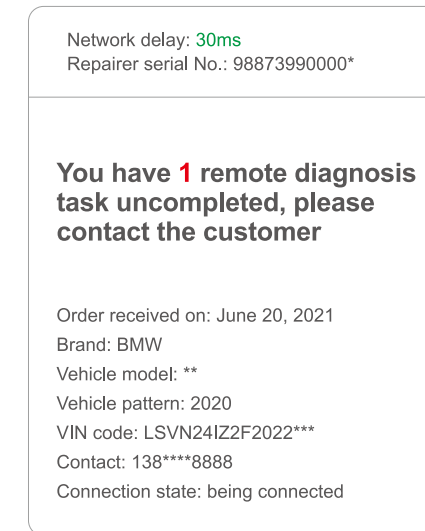 Network delay: 30ms
Repairer serial No.: 98873990000*
You have 1 remote diagnosis
task uncompleted, please
contact the customer
Order received on: June 20, 2021
Brand: BMW
Vehicle model: **
Vehicle pattern: 2020
VIN code: LSVN24IZ2F2022***
Contact: 138****8888
Connection state: being connected